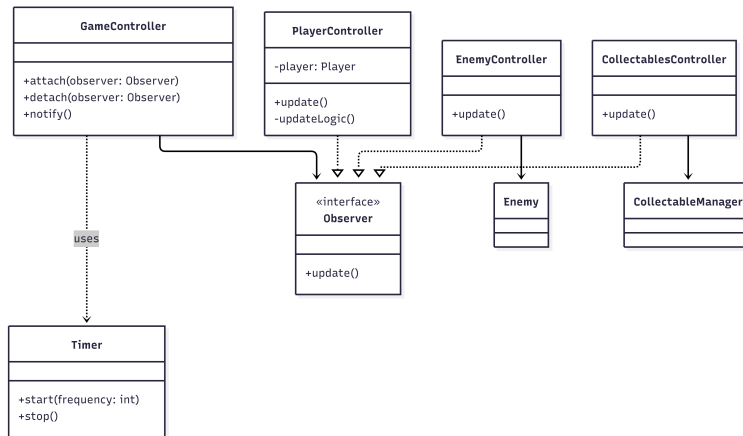 GameController
+attach(observer: Observer)
+detach(observer: Observer)
+notify()
PlayerController
-player: Player
+update()
-updateLogic()
EnemyController
+update()
CollectablesController
+update()
«interface»
Observer
+update()
Enemy
CollectableManager
uses
Timer
+start(frequency: int)
+stop()